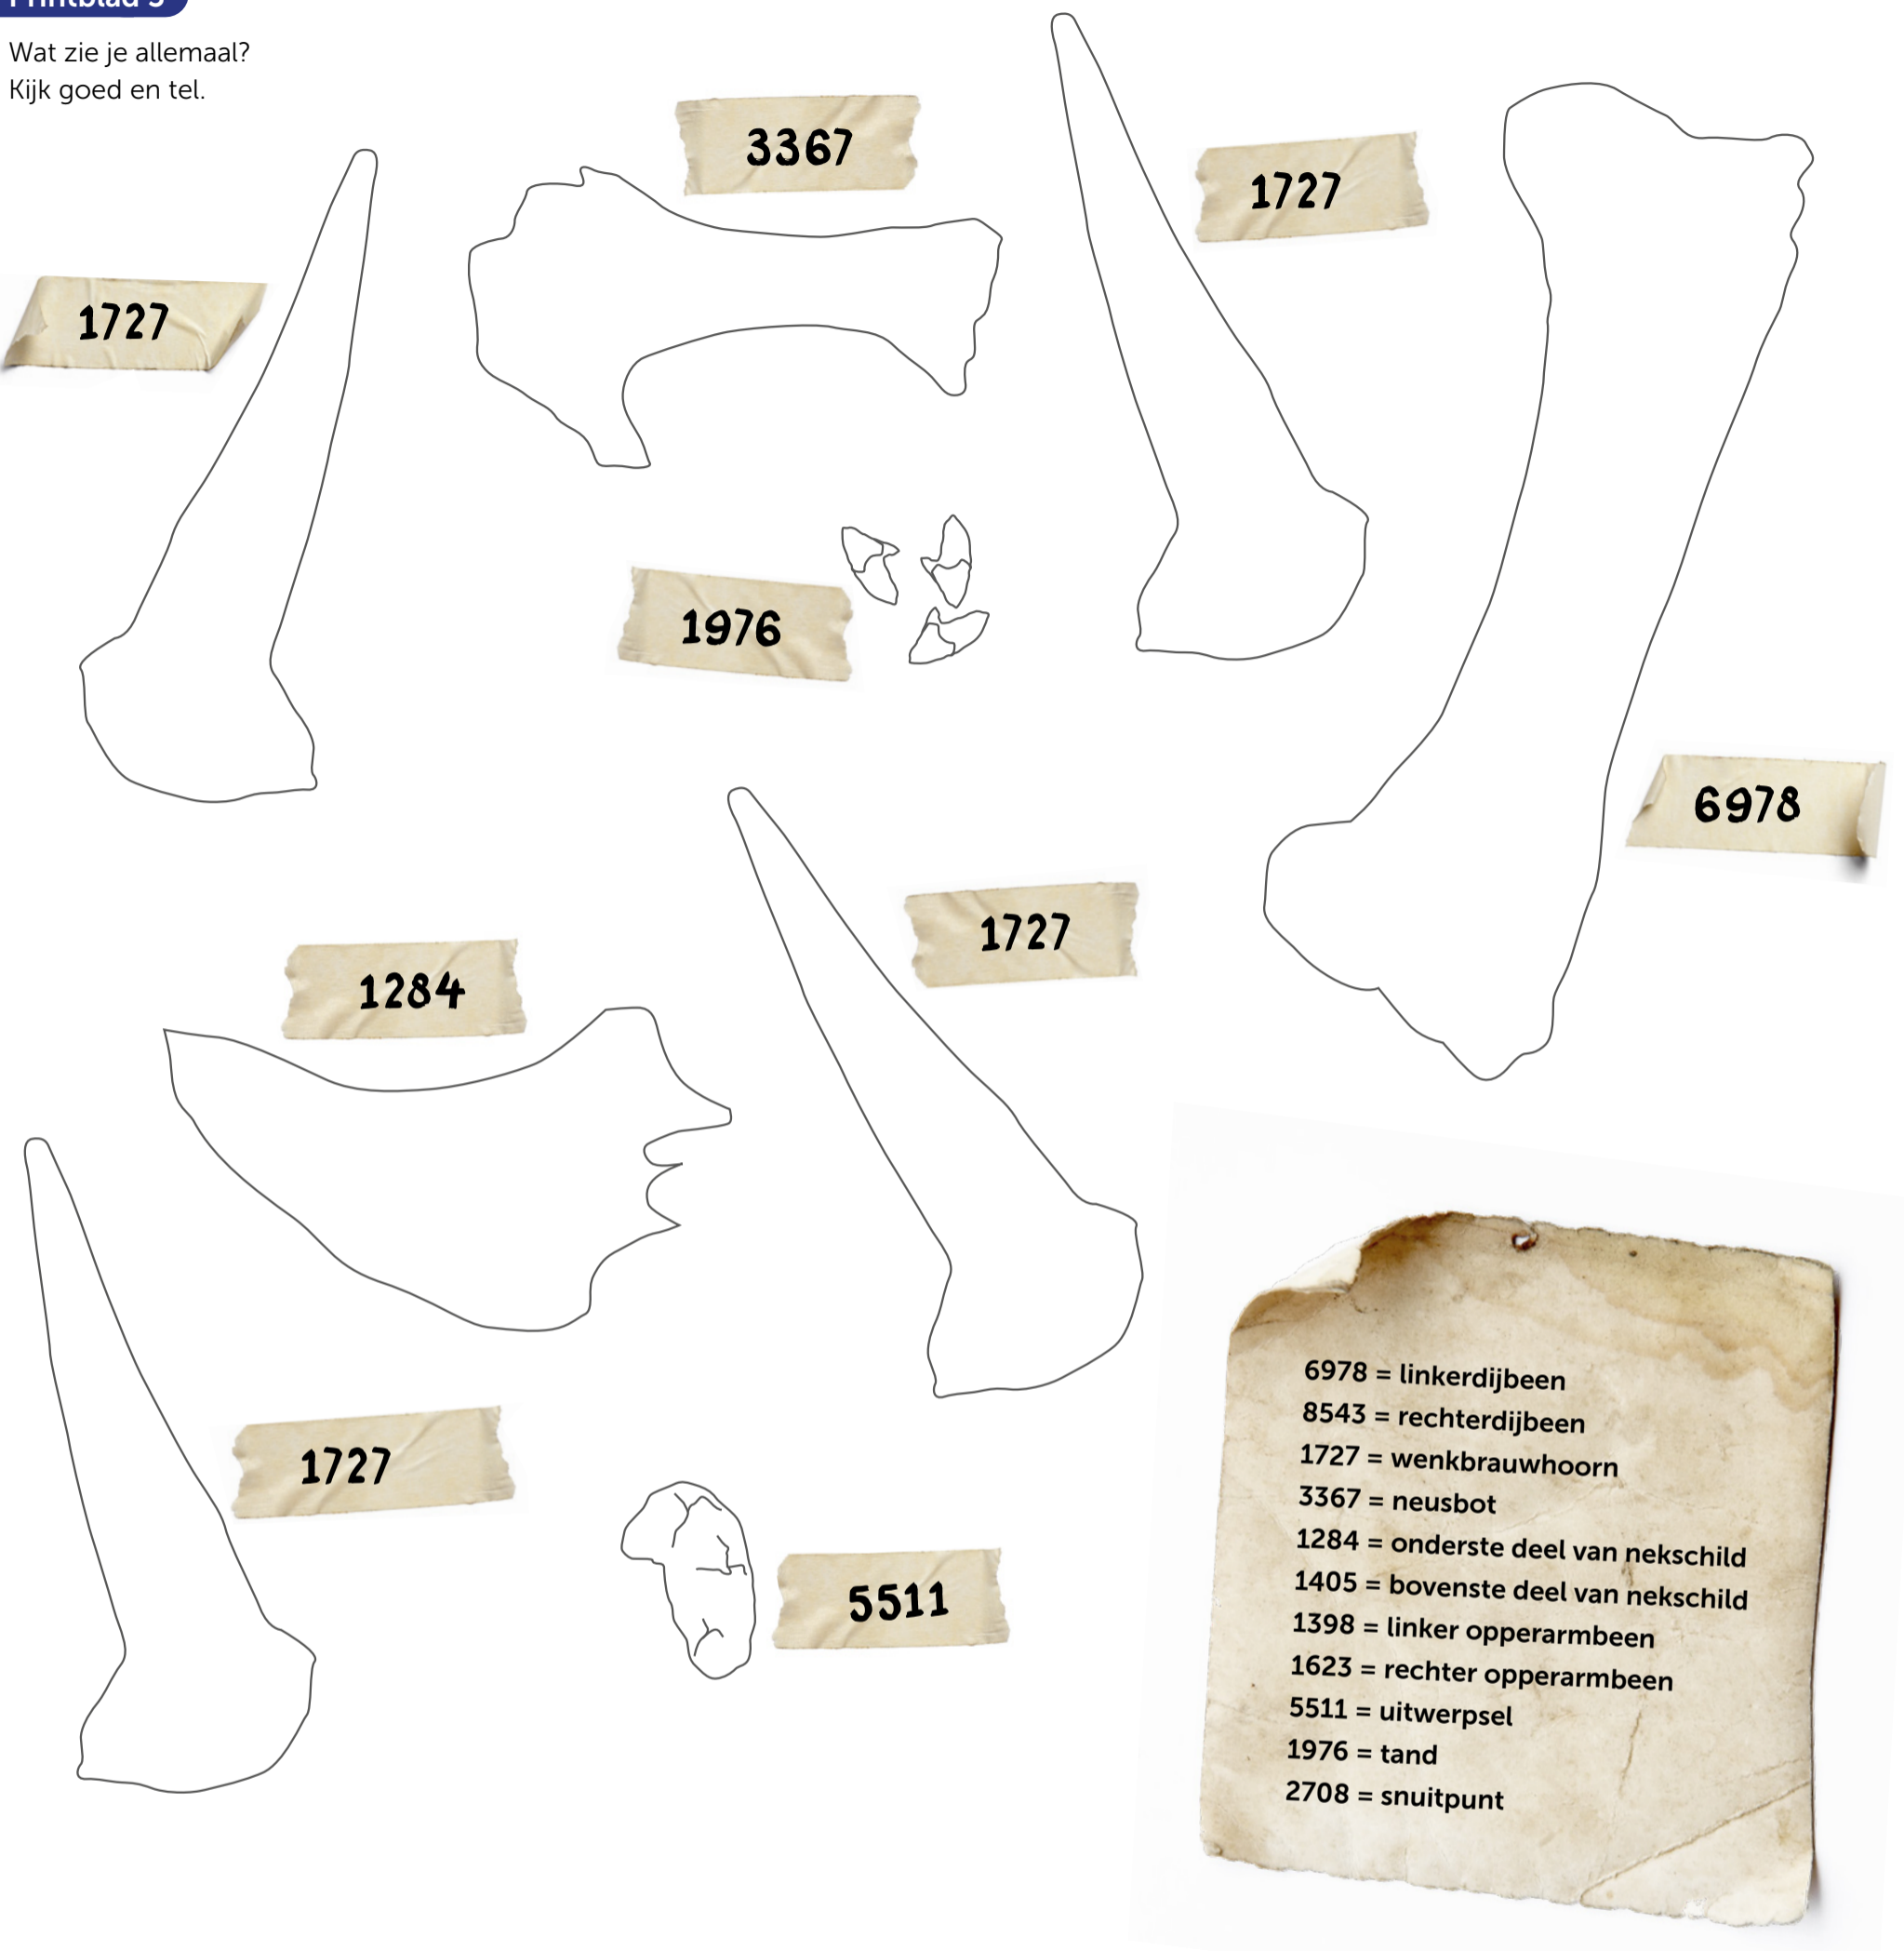 Wat zie je allemaal?
Kijk goed en tel.
3367
1727
1727
1976
6978
1727
1284
1727
5511
6978 = linkerdijbeen
8543 = rechterdijbeen
1727 = wenkbrauwhoorn
3367 = neusbot
1284 = onderste deel van nekschild
1405 = bovenste deel van nekschild
1398 = linker opperarmbeen
1623 = rechter opperarmbeen
5511 = uitwerpsel
1976 = tand
2708 = snuitpunt